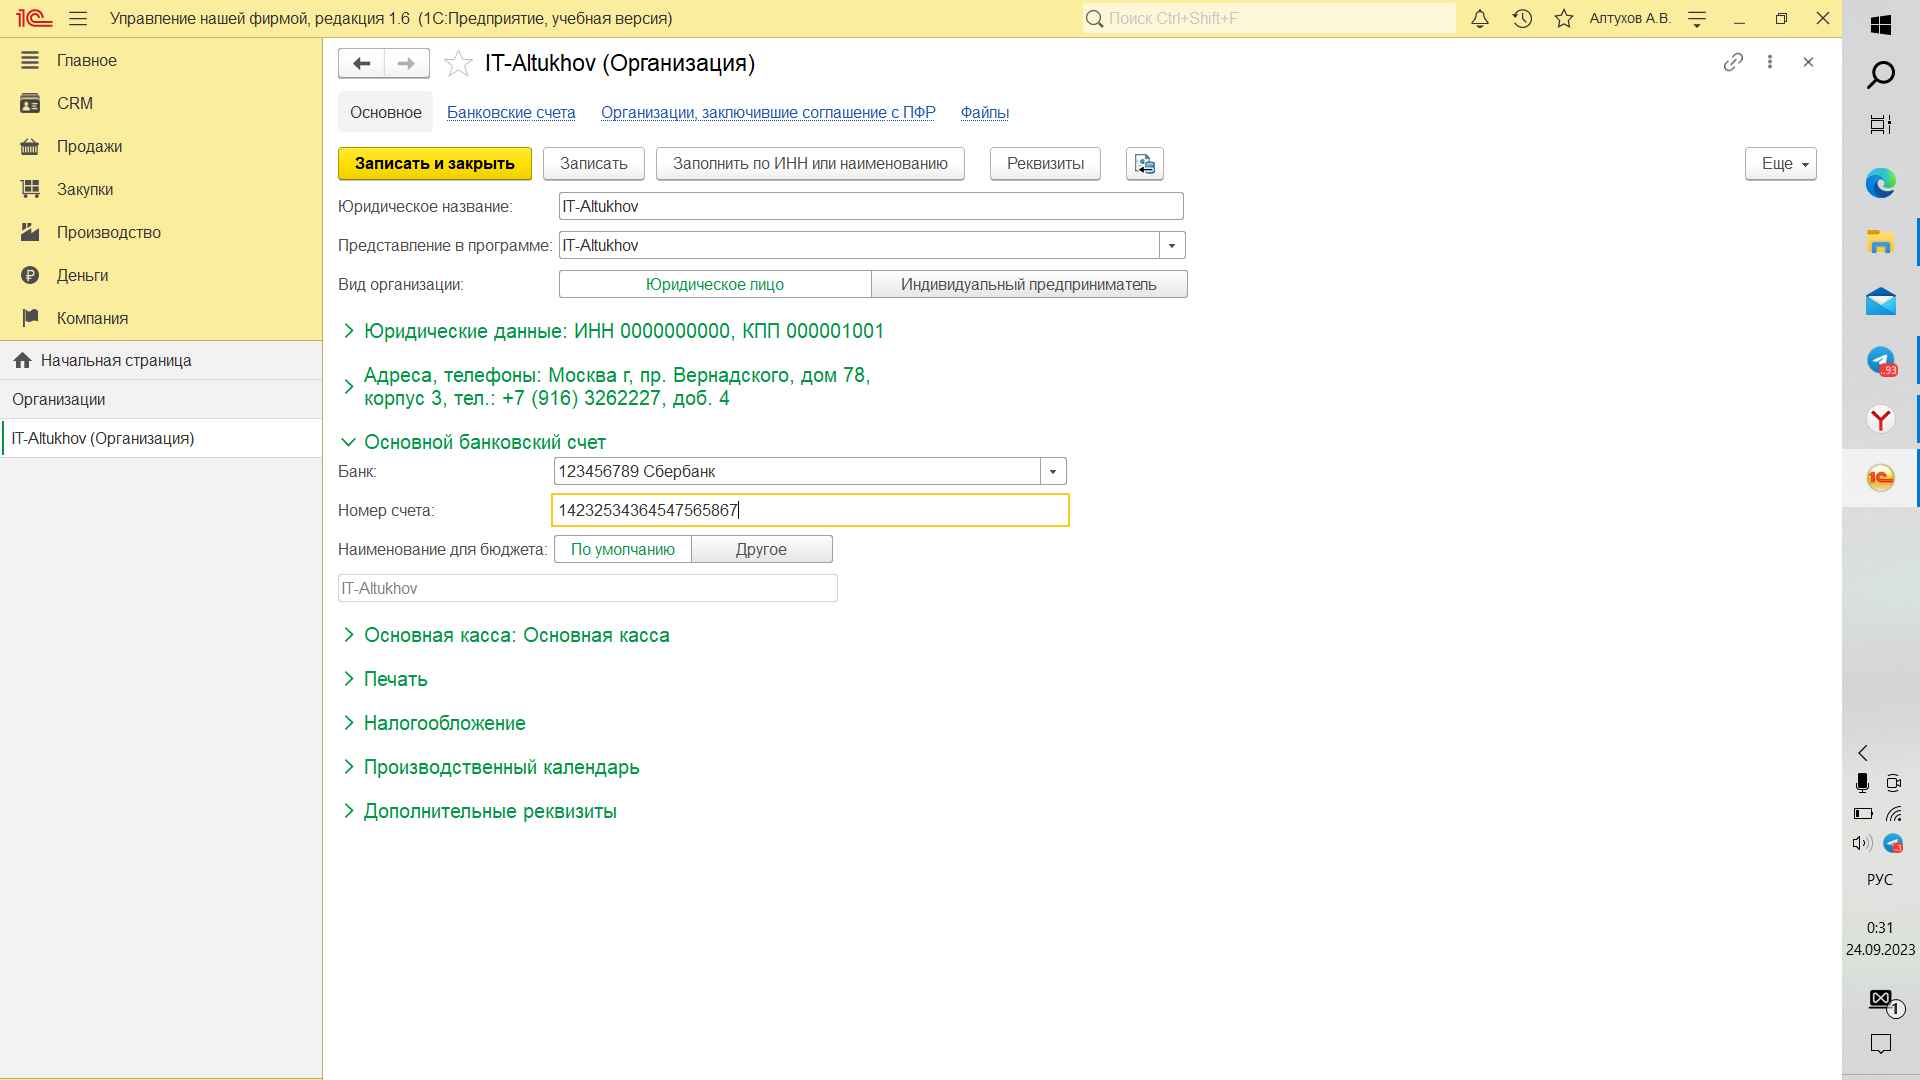 1С Управление нашей фирмой, редакция 1.6 (1С:Предприятие, учебная версия)
Поиск Ctrl+Shift+F
Алтухов А.В.
Главное
CRM
Продажи
Закупки
Производство
Деньги
Компания
Начальная страница
Организации
IT-Altukhov (Организация)
IT-Altukhov (Организация)
Основное Банковские счета Организации, заключившие соглашение с ПФР Файлы
Записать и закрыть Записать Заполнить по ИНН или наименованию Реквизиты Еще
Юридическое название: IT-Altukhov
Представление в программе: IT-Altukhov
Вид организации: Юридическое лицо Индивидуальный предприниматель
Юридические данные: ИНН 0000000000, КПП 000001001
Адреса, телефоны: Москва г, пр. Вернадского, дом 78,
корпус 3, тел.: +7 (916) 3262227, доб. 4
Основной банковский счет
Банк: 123456789 Сбербанк
Номер счета: 14232534364547565867
Наименование для бюджета: По умолчанию Другое
IT-Altukhov
Основная касса: Основная касса
Печать
Налогообложение
Производственный календарь
Дополнительные реквизиты
..93
1С
..3
РУС
0:31
24.09.2023
1